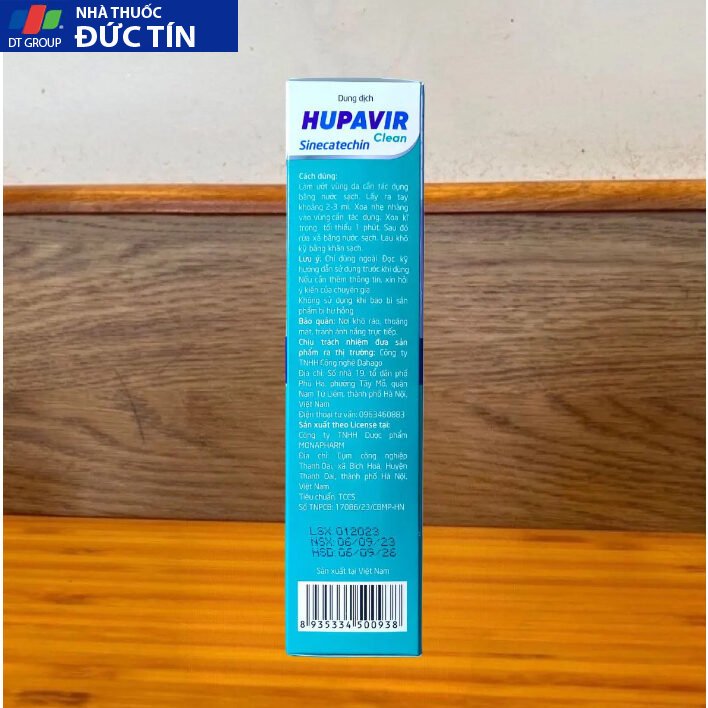 DT GROUP
NHÀ THUỐC
ĐỨC TÍN
Dung dịch
HUPAVIR
Clean
Sinecatechin
Cách dùng:
Làm ướt vùng da cần tác dụng
bằng nước sạch. Lấy ra tay
khoảng 2-3 ml. Xoa nhẹ nhàng
vào vùng cần tác dụng. Xoa kĩ
trong tối thiểu 1 phút. Sau đó
rửa xả bằng nước sạch. Lau khô
kỹ bằng khăn sạch.
Lưu ý: Chỉ dùng ngoài. Đọc kỹ
hướng dẫn sử dụng trước khi dùng
Nếu cần thêm thông tin, xin hỏi
ý kiến của chuyên gia
Không sử dụng khi bao bì sản
phẩm bị hư hỏng
Bảo quản: Nơi khô ráo, thoáng
mát, tránh ánh nắng trực tiếp.
Chịu trách nhiệm đưa sản
phẩm ra thị trường: Công ty
TNHH Công nghệ Dahago
Địa chỉ: Số nhà 19, tổ dân phố
Phú Hà, phường Tây Mỗ, quận
Nam Từ Liêm, thành phố Hà Nội,
Việt Nam
Điện thoại tư vấn: 0963460883
Sản xuất theo License tại:
Công ty TNHH Dược phẩm
MONAPHARM
Địa chỉ: Cụm công nghiệp
Thanh Oai, xã Bích Hoà, Huyện
Thanh Oai, thành phố Hà Nội,
Việt Nam
Tiêu chuẩn: TCCS
Số TNPCB: 17086/23/CBMP-HN
LSX 012023
NSX: 06/09/23
HSD: 06/09/26
Sản xuất tại Việt Nam
8 935334 500938